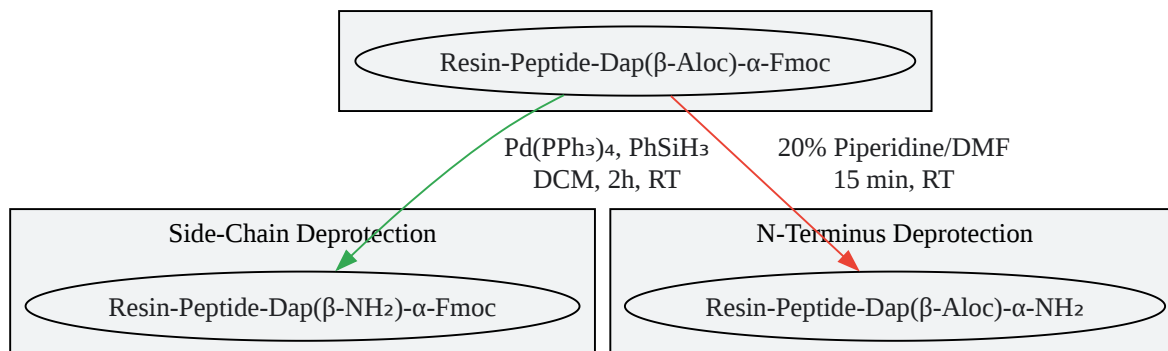 Resin-Peptide-Dap(β-Aloc)-α-Fmoc
Pd(PPh₃)₄, PhSiH₃
DCM, 2h, RT
20% Piperidine/DMF
15 min, RT
Side-Chain Deprotection
Resin-Peptide-Dap(β-NH₂)-α-Fmoc
N-Terminus Deprotection
Resin-Peptide-Dap(β-Aloc)-α-NH₂